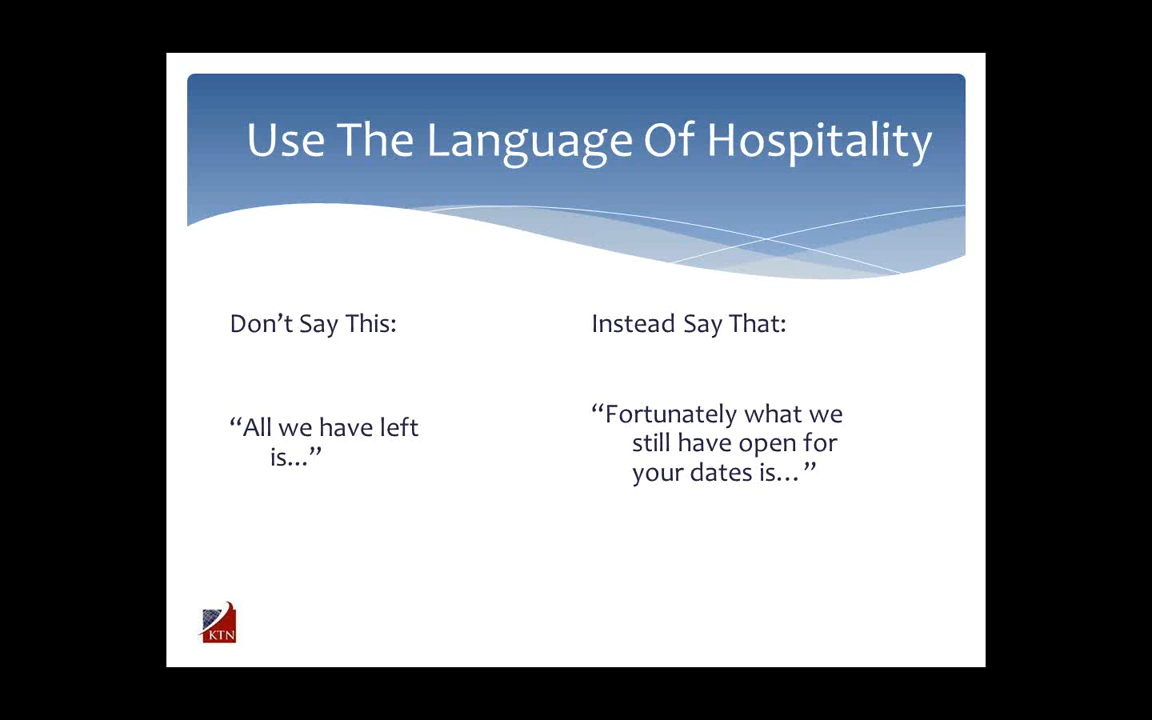 Use The Language Of Hospitality
Don’t Say This:
“All we have left
is...”
Instead Say That:
“Fortunately what we
still have open for
your dates is... ”
KTN